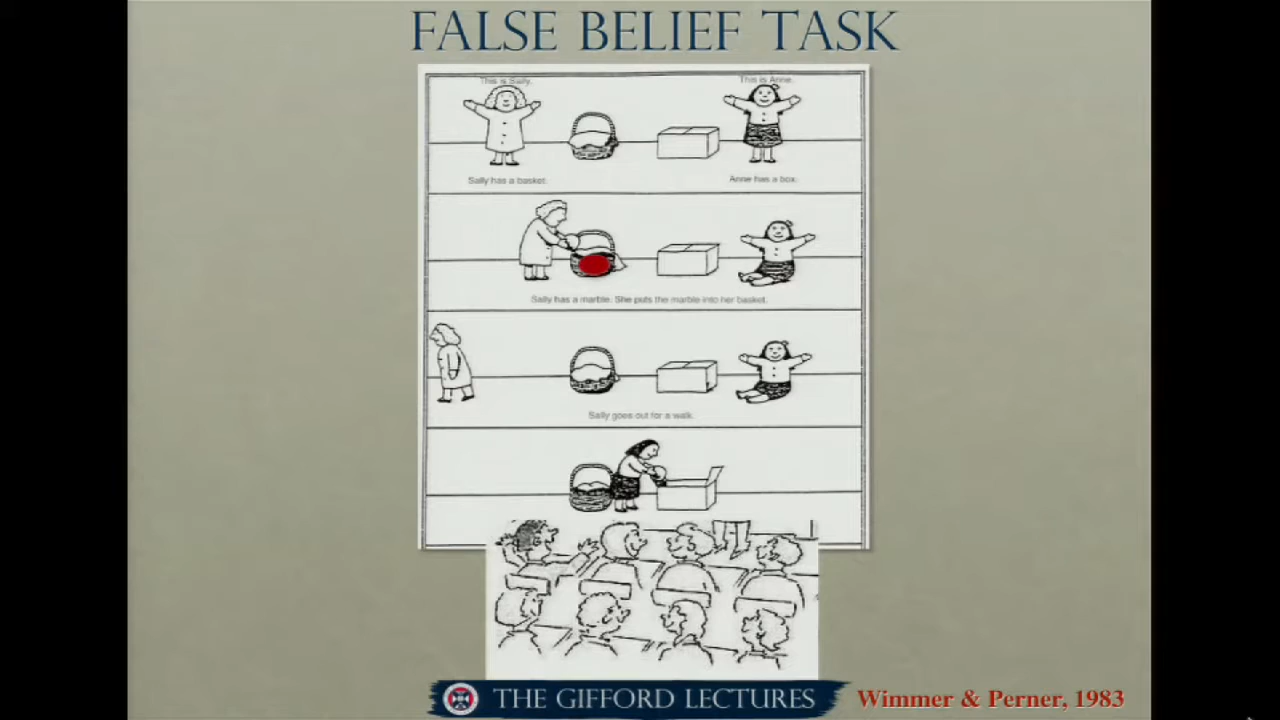 FALSE BELIEF TASK
This is Sally.
This is Anne.
Sally has a basket.
Anne has a box.
Sally has a marble. She puts the marble into her basket.
Sally goes out for a walk.
THE GIFFORD LECTURES
Wimmer & Perner, 1983